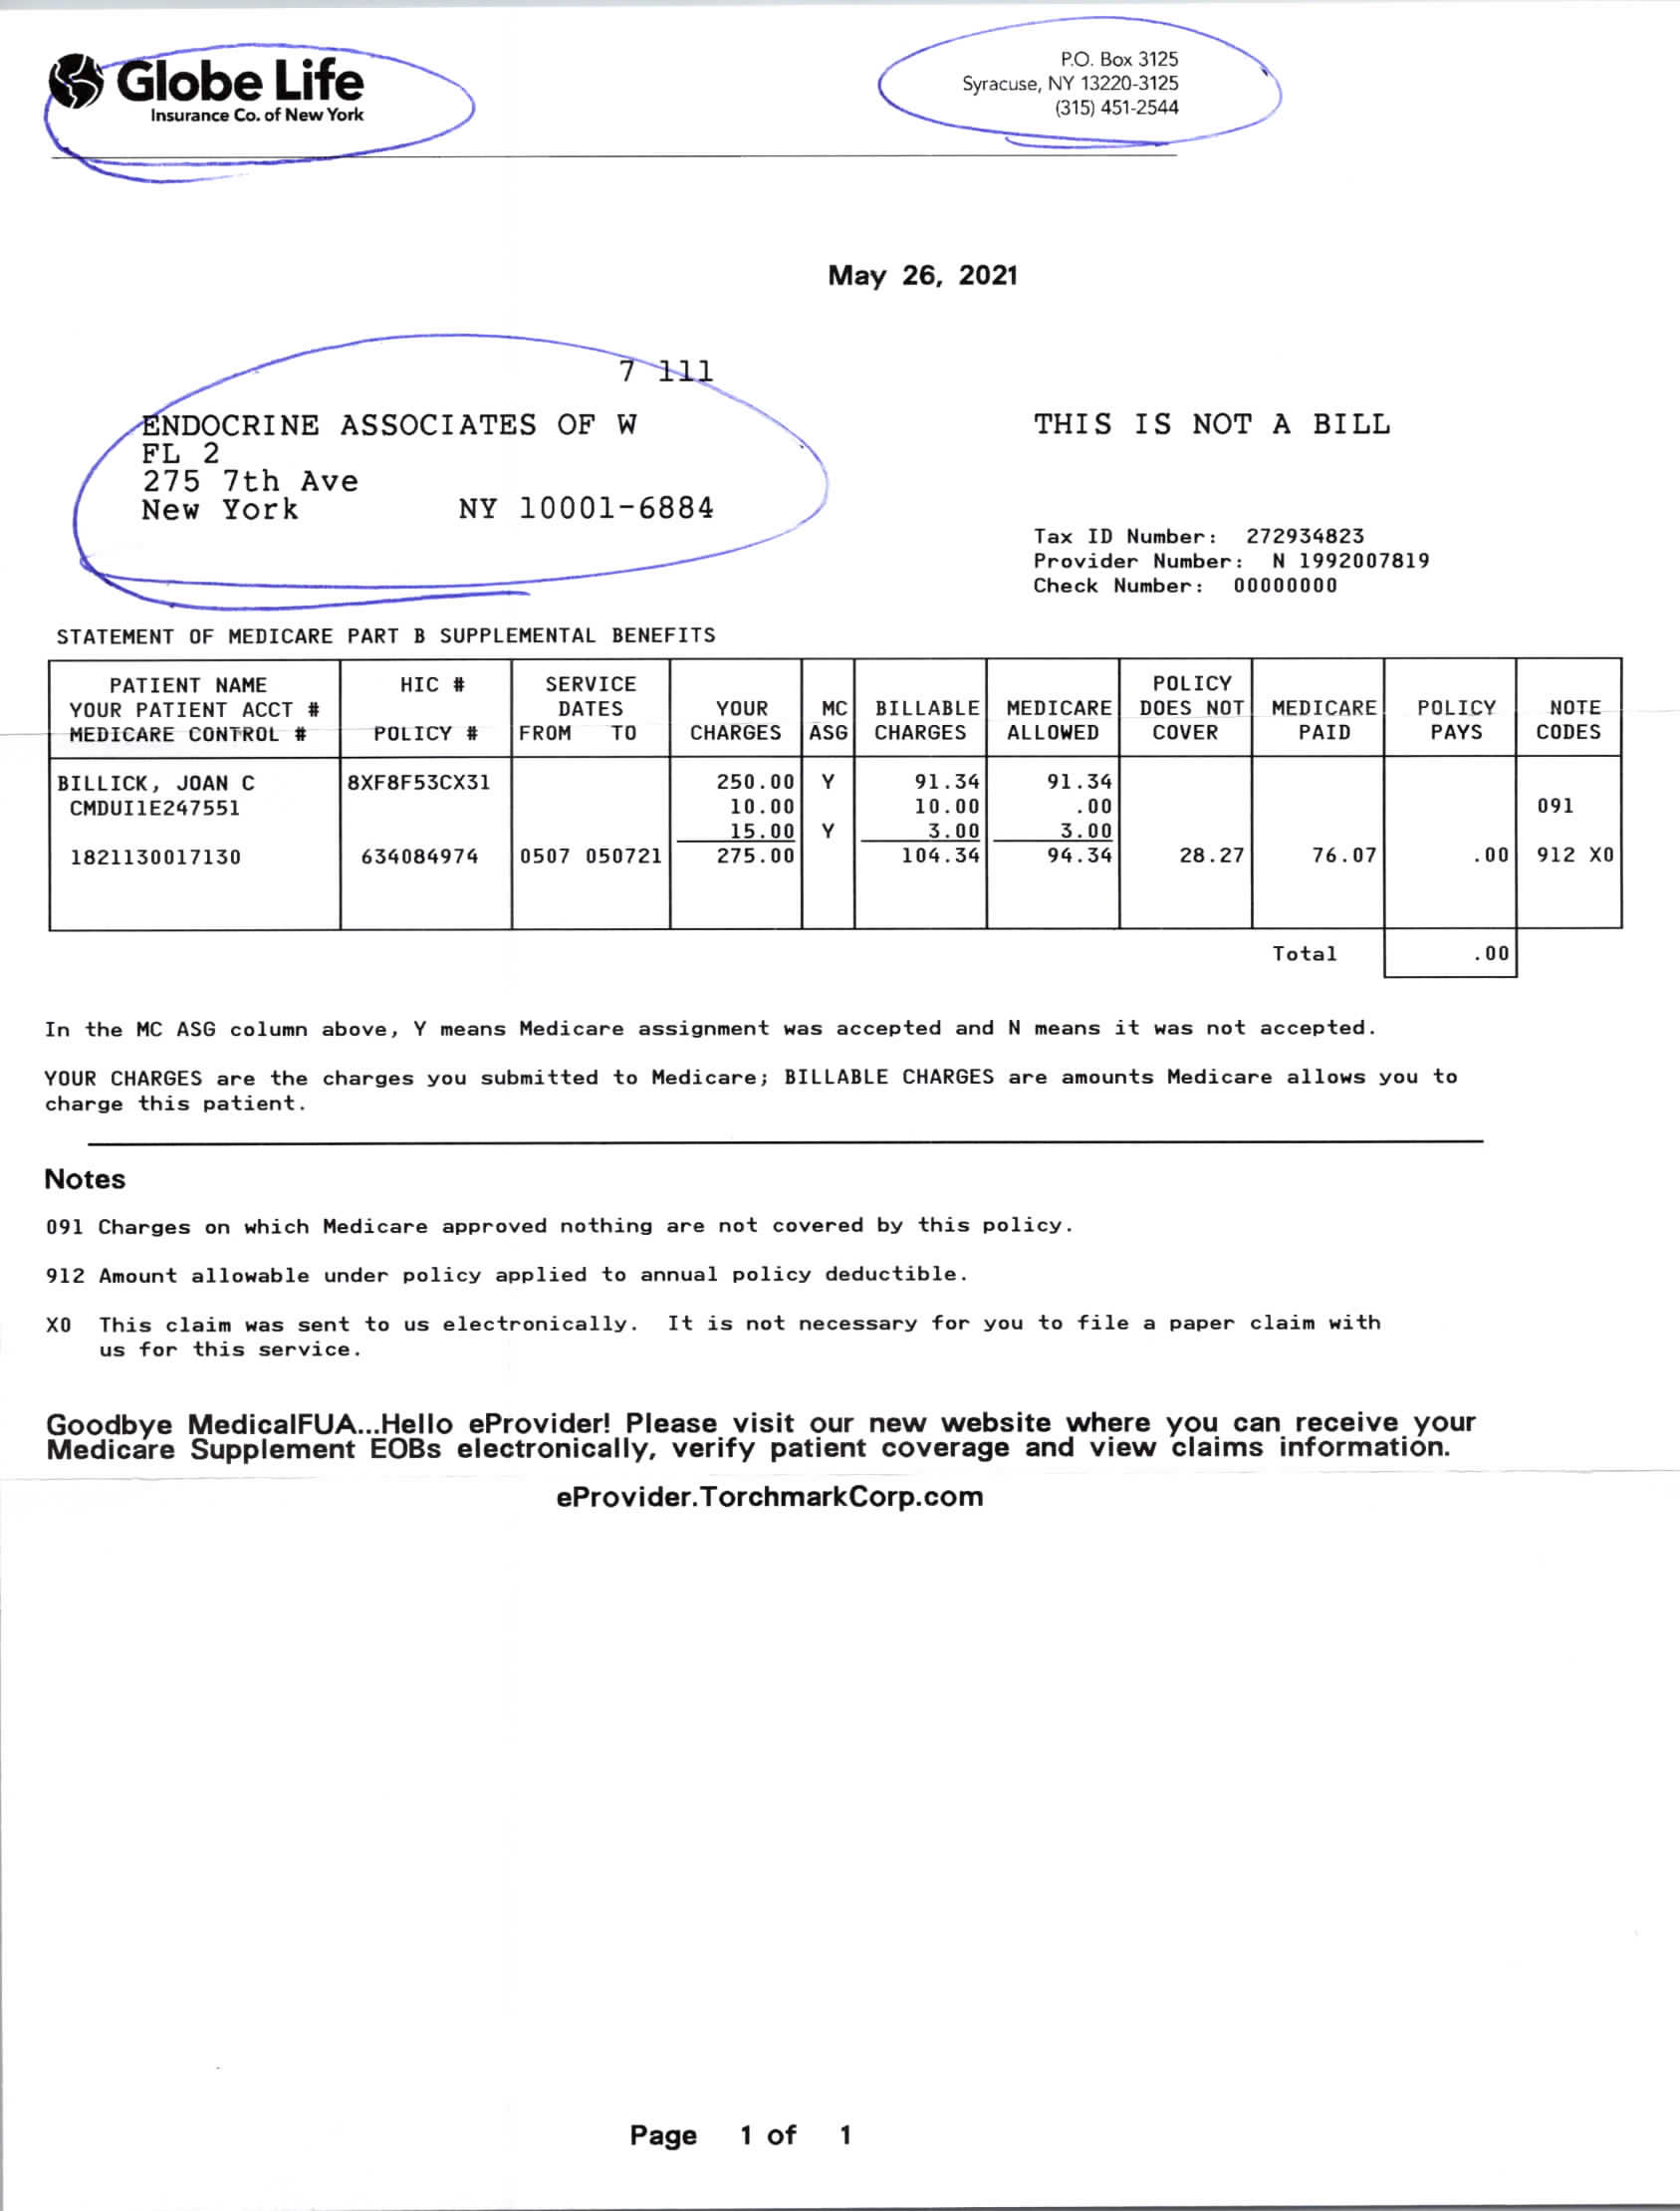 Globe Life
Insurance Co. of New York
P.O. Box 3125
Syracuse, NY 13220-3125
(315) 451-2544
May 26, 2021
7 111
ENDOCRINE ASSOCIATES OF W
FL 2
275 7th Ave
New York NY 10001-6884
THIS IS NOT A BILL
Tax ID Number: 272934823
Provider Number: N 1992007819
Check Number: 00000000
STATEMENT OF MEDICARE PART B SUPPLEMENTAL BENEFITS
PATIENT NAME HIC # SERVICE POLICY
YOUR PATIENT ACCT # DATES YOUR MC BILLABLE MEDICARE DOES NOT MEDICARE POLICY NOTE
MEDICARE CONTROL # POLICY # FROM TO CHARGES ASG CHARGES ALLOWED COVER PAID PAYS CODES
BILLICK, JOAN C 8XF8F53CX31 250.00 Y 91.34 91.34
CMDUI1E247551 10.00 10.00 .00 091
15.00 Y 3.00 3.00
1821130017130 634084974 0507 050721 275.00 104.34 94.34 28.27 76.07 .00 912 X0
Total .00
In the MC ASG column above, Y means Medicare assignment was accepted and N means it was not accepted.
YOUR CHARGES are the charges you submitted to Medicare; BILLABLE CHARGES are amounts Medicare allows you to
charge this patient.
Notes
091 Charges on which Medicare approved nothing are not covered by this policy.
912 Amount allowable under policy applied to annual policy deductible.
X0 This claim was sent to us electronically. It is not necessary for you to file a paper claim with
us for this service.
Goodbye MedicalFUA...Hello eProvider! Please visit our new website where you can receive your
Medicare Supplement EOBs electronically, verify patient coverage and view claims information.
eProvider.TorchmarkCorp.com
Page 1 of 1